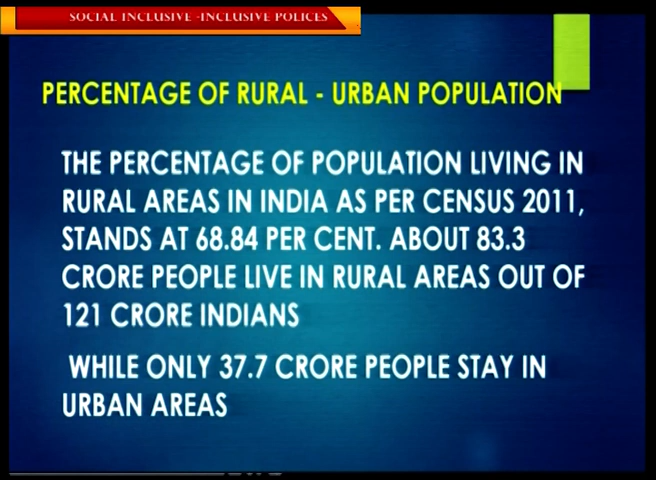 SOCIAL INCLUSIVE -INCLUSIVE POLICES
PERCENTAGE OF RURAL - URBAN POPULATION
THE PERCENTAGE OF POPULATION LIVING IN
RURAL AREAS IN INDIA AS PER CENSUS 2011,
STANDS AT 68.84 PER CENT. ABOUT 83.3
CRORE PEOPLE LIVE IN RURAL AREAS OUT OF
121 CRORE INDIANS
WHILE ONLY 37.7 CRORE PEOPLE STAY IN
URBAN AREAS